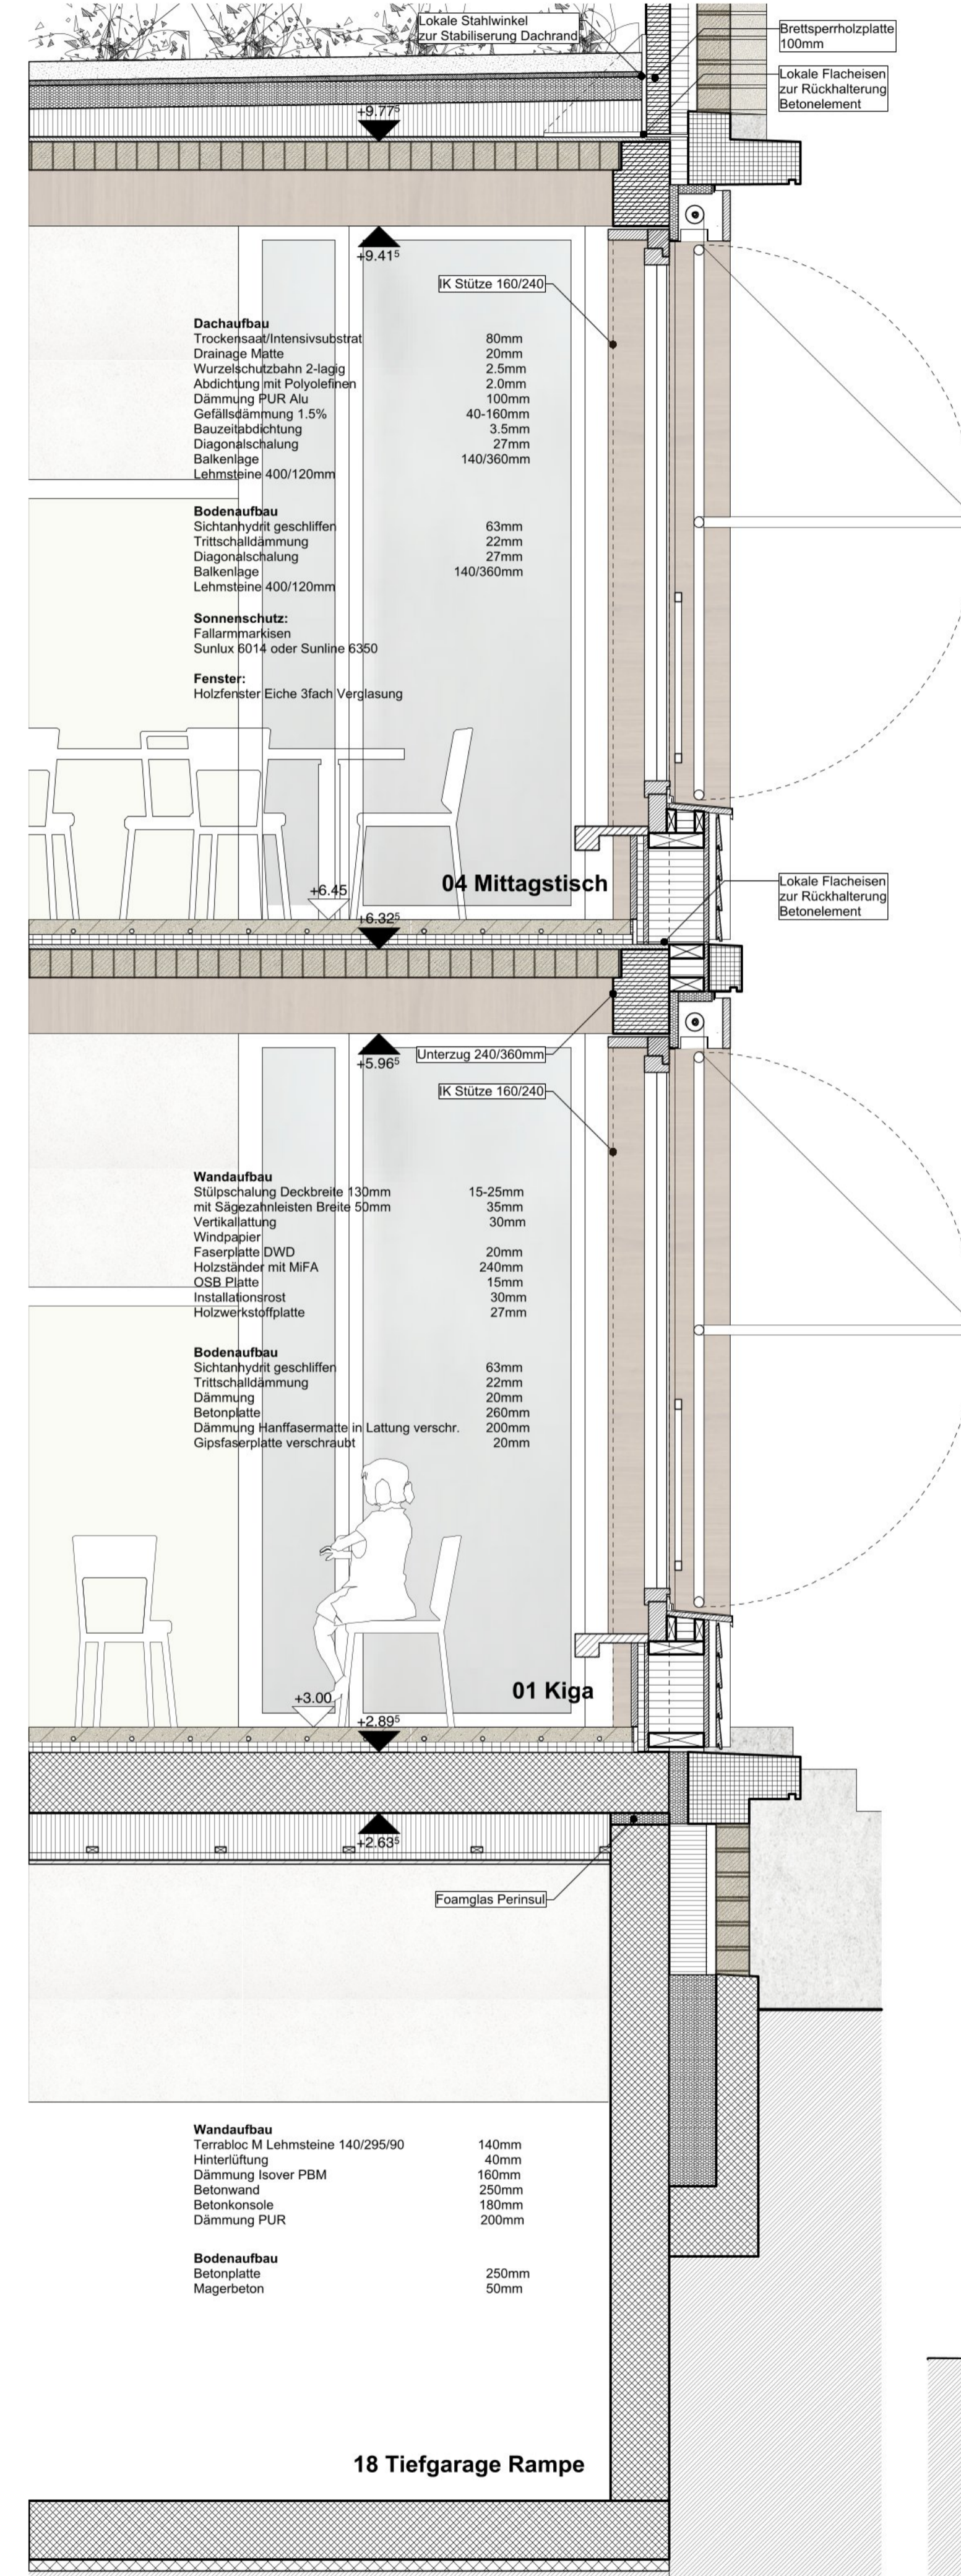 Lokale Stahlwinkel
zur Stabiliserung Dachrand
Brettsperrholzplatte
100mm
Lokale Flacheisen
zur Rückhalterung
Betonelement
+9.77⁵
+9.41⁵
IK Stütze 160/240
Dachaufbau
Trockensaat/Intensivsubstrat 80mm
Drainage Matte 20mm
Wurzelschutzbahn 2-lagig 2.5mm
Abdichtung mit Polyolefinen 2.0mm
Dämmung PUR Alu 100mm
Gefällsdämmung 1.5% 40-160mm
Bauzeitabdichtung 3.5mm
Diagonalschalung 27mm
Balkenlage 140/360mm
Lehmsteine 400/120mm
Bodenaufbau
Sichtanhydrit geschliffen 63mm
Trittschalldämmung 22mm
Diagonalschalung 27mm
Balkenlage 140/360mm
Lehmsteine 400/120mm
Sonnenschutz:
Fallarmmarkisen
Sunlux 6014 oder Sunline 6350
Fenster:
Holzfenster Eiche 3fach Verglasung
04 Mittagstisch
Lokale Flacheisen
zur Rückhalterung
Betonelement
+6.45
+6.32⁵
Unterzug 240/360mm
+5.96⁵
IK Stütze 160/240
Wandaufbau
Stülpschalung Deckbreite 130mm 15-25mm
mit Sägezahnleisten Breite 50mm 35mm
Vertikallattung 30mm
Windpapier
Faserplatte DWD 20mm
Holzständer mit MiFA 240mm
OSB Platte 15mm
Installationsrost 30mm
Holzwerkstoffplatte 27mm
Bodenaufbau
Sichtanhydrit geschliffen 63mm
Trittschalldämmung 22mm
Dämmung 20mm
Betonplatte 260mm
Dämmung Hanffasermatte in Lattung verschr. 200mm
Gipsfaserplatte verschraubt 20mm
01 Kiga
+3.00
+2.89⁵
+2.63⁵
Foamglas Perinsul
Wandaufbau
Terrabloc M Lehmsteine 140/295/90 140mm
Hinterlüftung 40mm
Dämmung Isover PBM 160mm
Betonwand 250mm
Betonkonsole 180mm
Dämmung PUR 200mm
Bodenaufbau
Betonplatte 250mm
Magerbeton 50mm
18 Tiefgarage Rampe